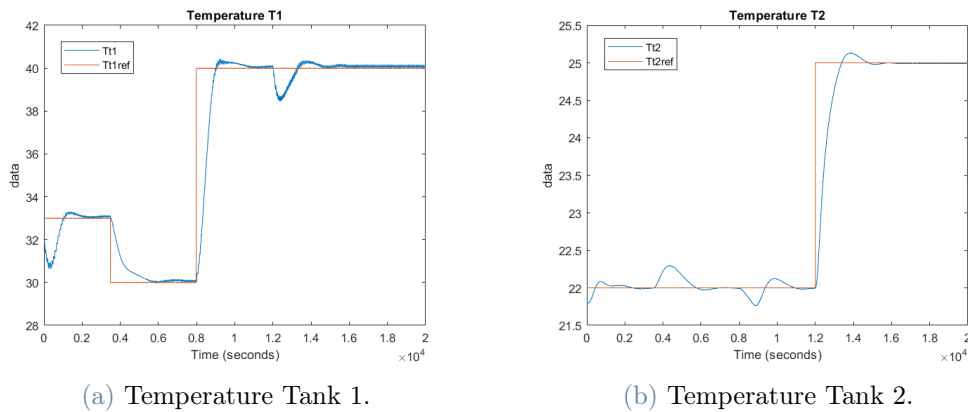 Temperature T1
42
40
38
36
34
32
30
28
data
Tt1
Tt1ref
0 0.2 0.4 0.6 0.8 1 1.2 1.4 1.6 1.8 2
Time (seconds)
×10⁴
(a) Temperature Tank 1.
Temperature T2
25.5
25
24.5
24
23.5
23
22.5
22
21.5
data
Tt2
Tt2ref
0 0.2 0.4 0.6 0.8 1 1.2 1.4 1.6 1.8 2
Time (seconds)
×10⁴
(b) Temperature Tank 2.